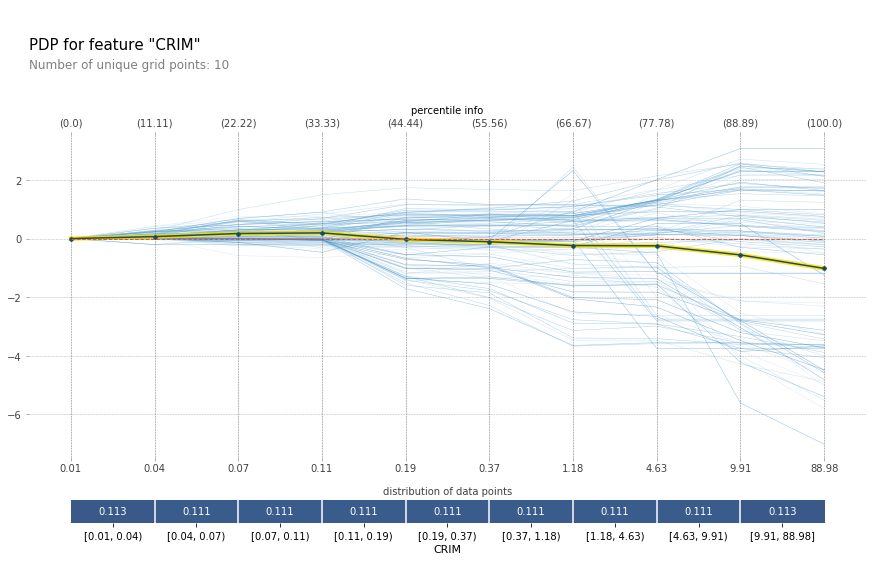 PDP for feature "CRIM"
Number of unique grid points: 10
percentile info
(0.0) (11.11) (22.22) (33.33) (44.44) (55.56) (66.67) (77.78) (88.89) (100.0)
2
0
−2
−4
−6
0.01 0.04 0.07 0.11 0.19 0.37 1.18 4.63 9.91 88.98
distribution of data points
0.113 0.111 0.111 0.111 0.111 0.111 0.111 0.111 0.113
[0.01, 0.04) [0.04, 0.07) [0.07, 0.11) [0.11, 0.19) [0.19, 0.37) [0.37, 1.18) [1.18, 4.63) [4.63, 9.91) [9.91, 88.98]
CRIM